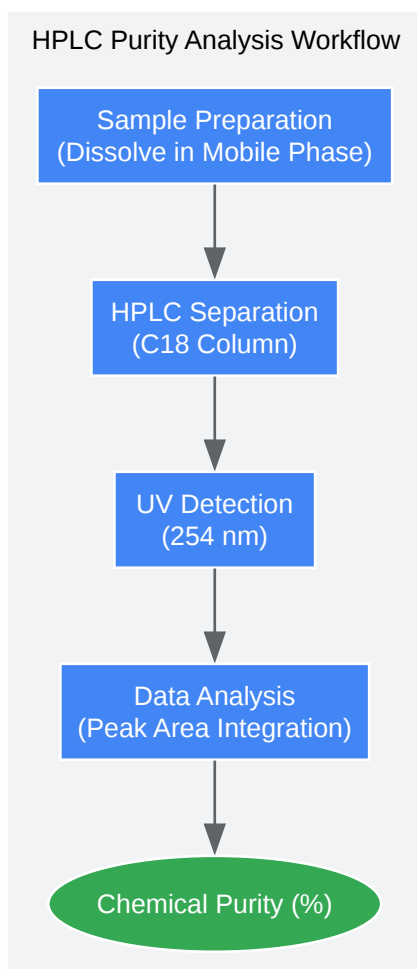 HPLC Purity Analysis Workflow
Sample Preparation
(Dissolve in Mobile Phase)
HPLC Separation
(C18 Column)
UV Detection
(254 nm)
Data Analysis
(Peak Area Integration)
Chemical Purity (%)